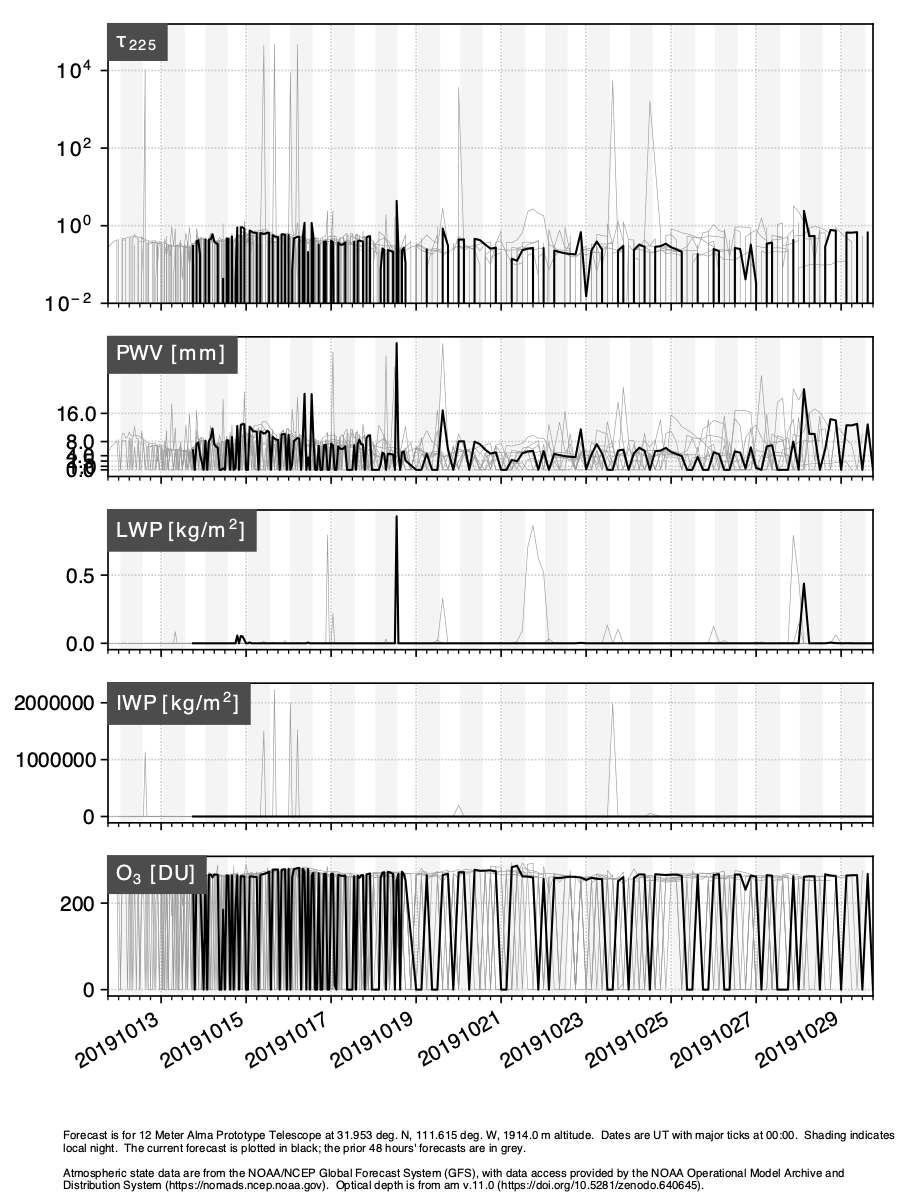 τ225
10⁴
10²
10⁰
10⁻²
PWV [mm]
16.0
8.0
4.0
0.0
LWP [kg/m²]
0.5
0.0
IWP [kg/m²]
2000000
1000000
0
O₃ [DU]
200
0
20191013 20191015 20191017 20191019 20191021 20191023 20191025 20191027 20191029
Forecast is for 12 Meter Alma Prototype Telescope at 31.953 deg. N, 111.615 deg. W, 1914.0 m altitude.  Dates are UT with major ticks at 00:00.  Shading indicates
local night.  The current forecast is plotted in black; the prior 48 hours' forecasts are in grey.
Atmospheric state data are from the NOAA/NCEP Global Forecast System (GFS), with data access provided by the NOAA Operational Model Archive and
Distribution System (https://nomads.ncep.noaa.gov).  Optical depth is from am v.11.0 (https://doi.org/10.5281/zenodo.640645).